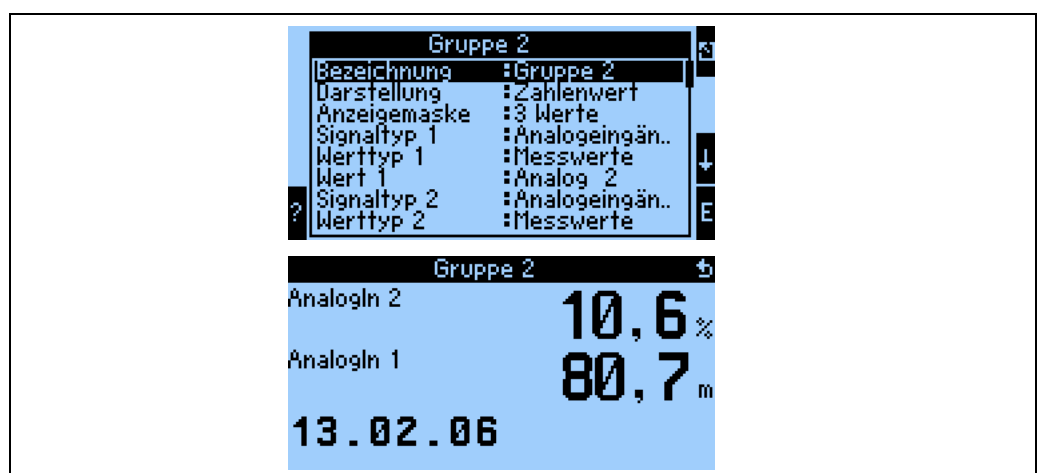 Gruppe 2
Bezeichnung :Gruppe 2
Darstellung :Zahlenwert
Anzeigemaske :3 Werte
Signaltyp 1 :Analogeingän..
Werttyp 1 :Messwerte
Wert 1 :Analog 2
Signaltyp 2 :Analogeingän..
Werttyp 2 :Messwerte
?
↓
E
Gruppe 2
AnalogIn 2 10,6 %
AnalogIn 1 80,7 m
13.02.06